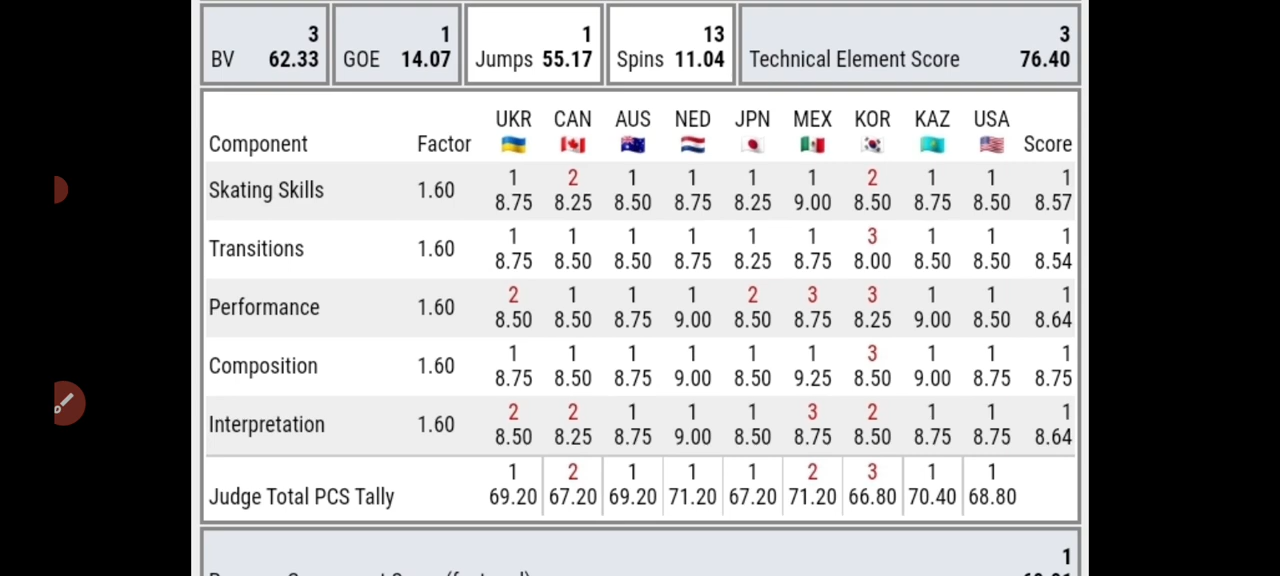 3 1 1 13 3
BV 62.33 GOE 14.07 Jumps 55.17 Spins 11.04 Technical Element Score 76.40
UKR CAN AUS NED JPN MEX KOR KAZ USA
Component Factor Score
1 2 1 1 1 1 2 1 1 1
Skating Skills 1.60 8.75 8.25 8.50 8.75 8.25 9.00 8.50 8.75 8.50 8.57
1 1 1 1 1 1 3 1 1 1
Transitions 1.60 8.75 8.50 8.50 8.75 8.25 8.75 8.00 8.50 8.50 8.54
2 1 1 1 2 3 3 1 1 1
Performance 1.60 8.50 8.50 8.75 9.00 8.50 8.75 8.25 9.00 8.50 8.64
1 1 1 1 1 1 3 1 1 1
Composition 1.60 8.75 8.50 8.75 9.00 8.50 9.25 8.50 9.00 8.75 8.75
2 2 1 1 1 3 2 1 1 1
Interpretation 1.60 8.50 8.25 8.75 9.00 8.50 8.75 8.50 8.75 8.75 8.64
1 2 1 1 1 2 3 1 1
Judge Total PCS Tally 69.20 67.20 69.20 71.20 67.20 71.20 66.80 70.40 68.80
1